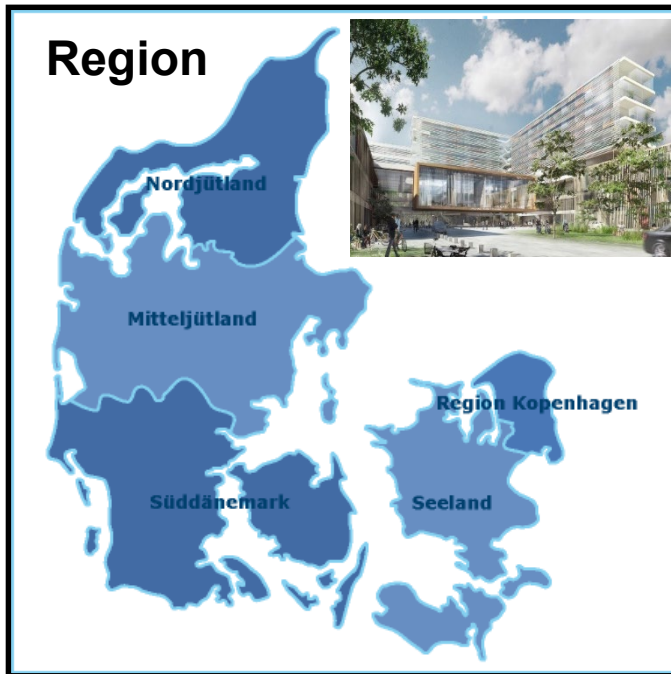 Region
Nordjütland
Mitteljütland
Region Kopenhagen
Süddänemark
Seeland